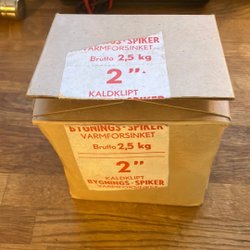 BYGNINGS-SPIKER
VARMFORSINKET
Brutto 2,5 kg
2".
KALDKLIPT
BYGNINGS-SPIKER
VARMFORSINKET
Brutto 2,5 kg
2"
KALDKLIPT
BYGNINGS-SPIKER